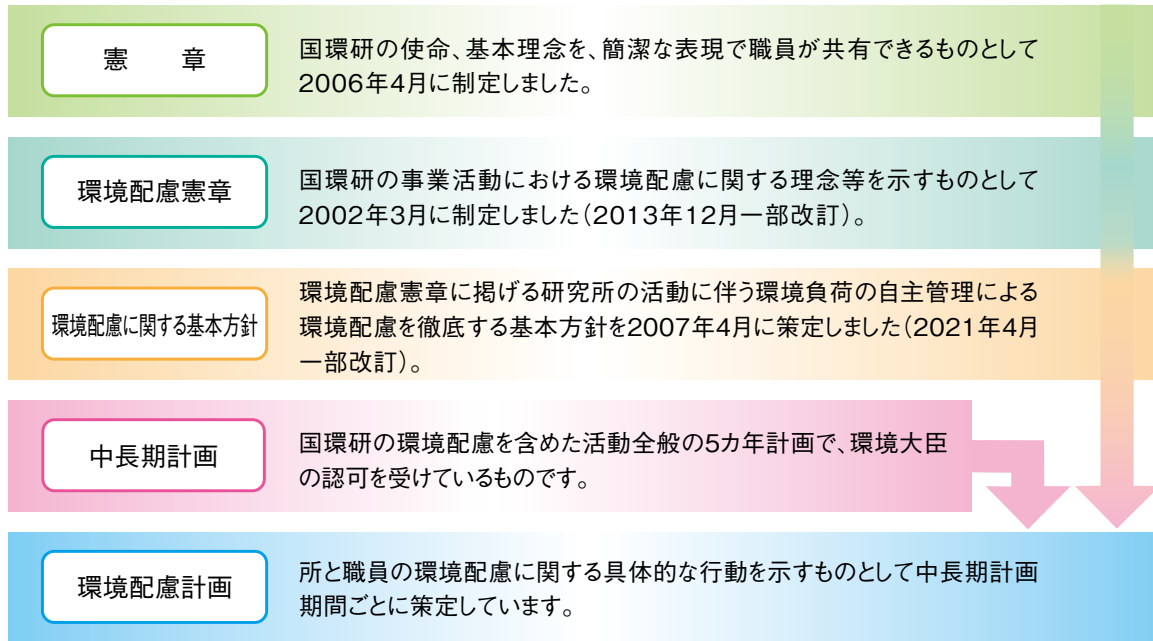 憲　章
国環研の使命、基本理念を、簡潔な表現で職員が共有できるものとして
2006年4月に制定しました。
環境配慮憲章
国環研の事業活動における環境配慮に関する理念等を示すものとして
2002年3月に制定しました（2013年12月一部改訂）。
環境配慮に関する基本方針
環境配慮憲章に掲げる研究所の活動に伴う環境負荷の自主管理による
環境配慮を徹底する基本方針を2007年4月に策定しました（2021年4月
一部改訂）。
中長期計画
国環研の環境配慮を含めた活動全般の5カ年計画で、環境大臣
の認可を受けているものです。
環境配慮計画
所と職員の環境配慮に関する具体的な行動を示すものとして中長期計画
期間ごとに策定しています。